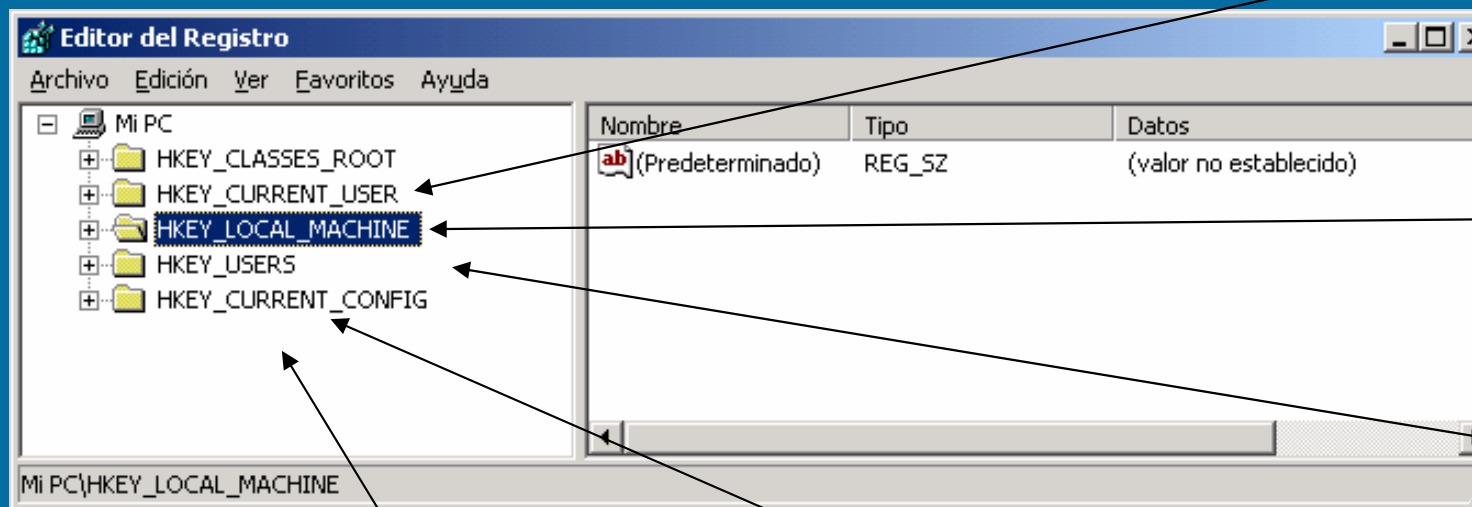 Editor del Registro
Archivo Edición Ver Favoritos Ayuda
Mi PC
HKEY_CLASSES_ROOT
HKEY_CURRENT_USER
HKEY_LOCAL_MACHINE
HKEY_USERS
HKEY_CURRENT_CONFIG
Nombre Tipo Datos
ab (Predeterminado) REG_SZ (valor no establecido)
Mi PC\HKEY_LOCAL_MACHINE